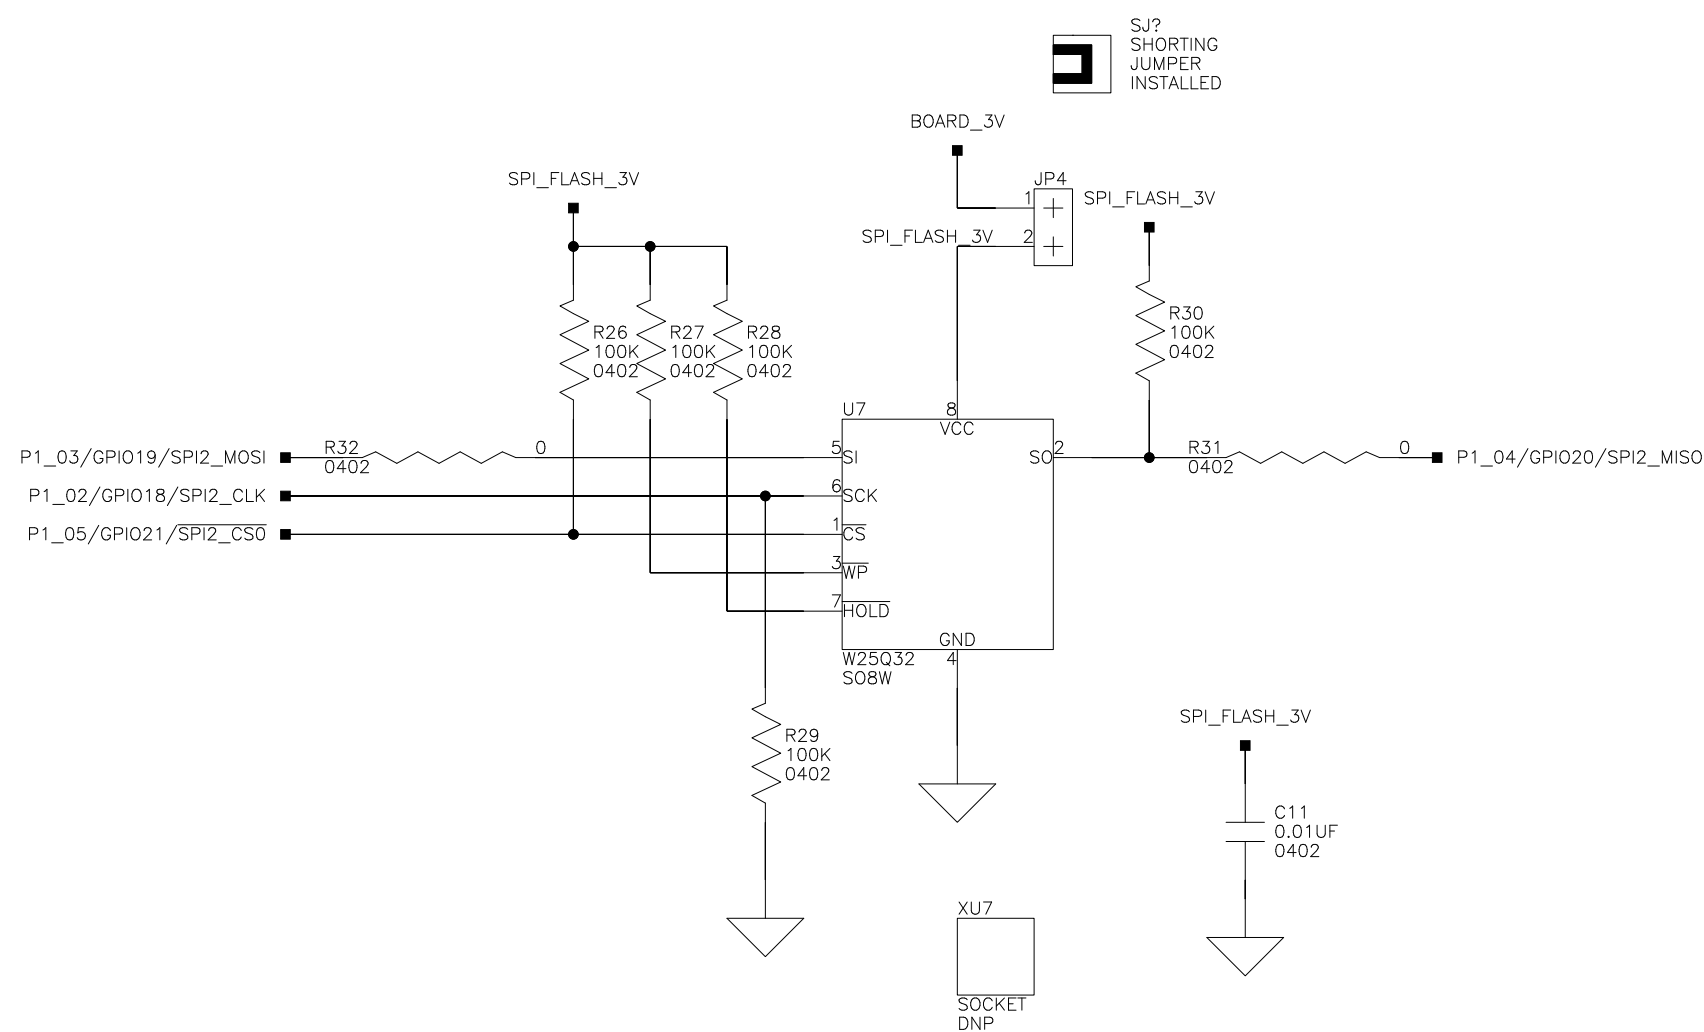 SJ?
SHORTING
JUMPER
INSTALLED
BOARD_3V
JP4
1
2
SPI_FLASH_3V
SPI_FLASH_3V
SPI_FLASH_3V
R26
100K
0402
R27
100K
0402
R28
100K
0402
R30
100K
0402
U7
8
VCC
P1_03/GPIO19/SPI2_MOSI
R32
0402
0
5
SI
SO
2
R31
0402
0
P1_04/GPIO20/SPI2_MISO
P1_02/GPIO18/SPI2_CLK
6
SCK
P1_05/GPIO21/SPI2_CS0
1
CS
3
WP
7
HOLD
GND
4
W25Q32
SO8W
R29
100K
0402
SPI_FLASH_3V
C11
0.01UF
0402
XU7
SOCKET
DNP